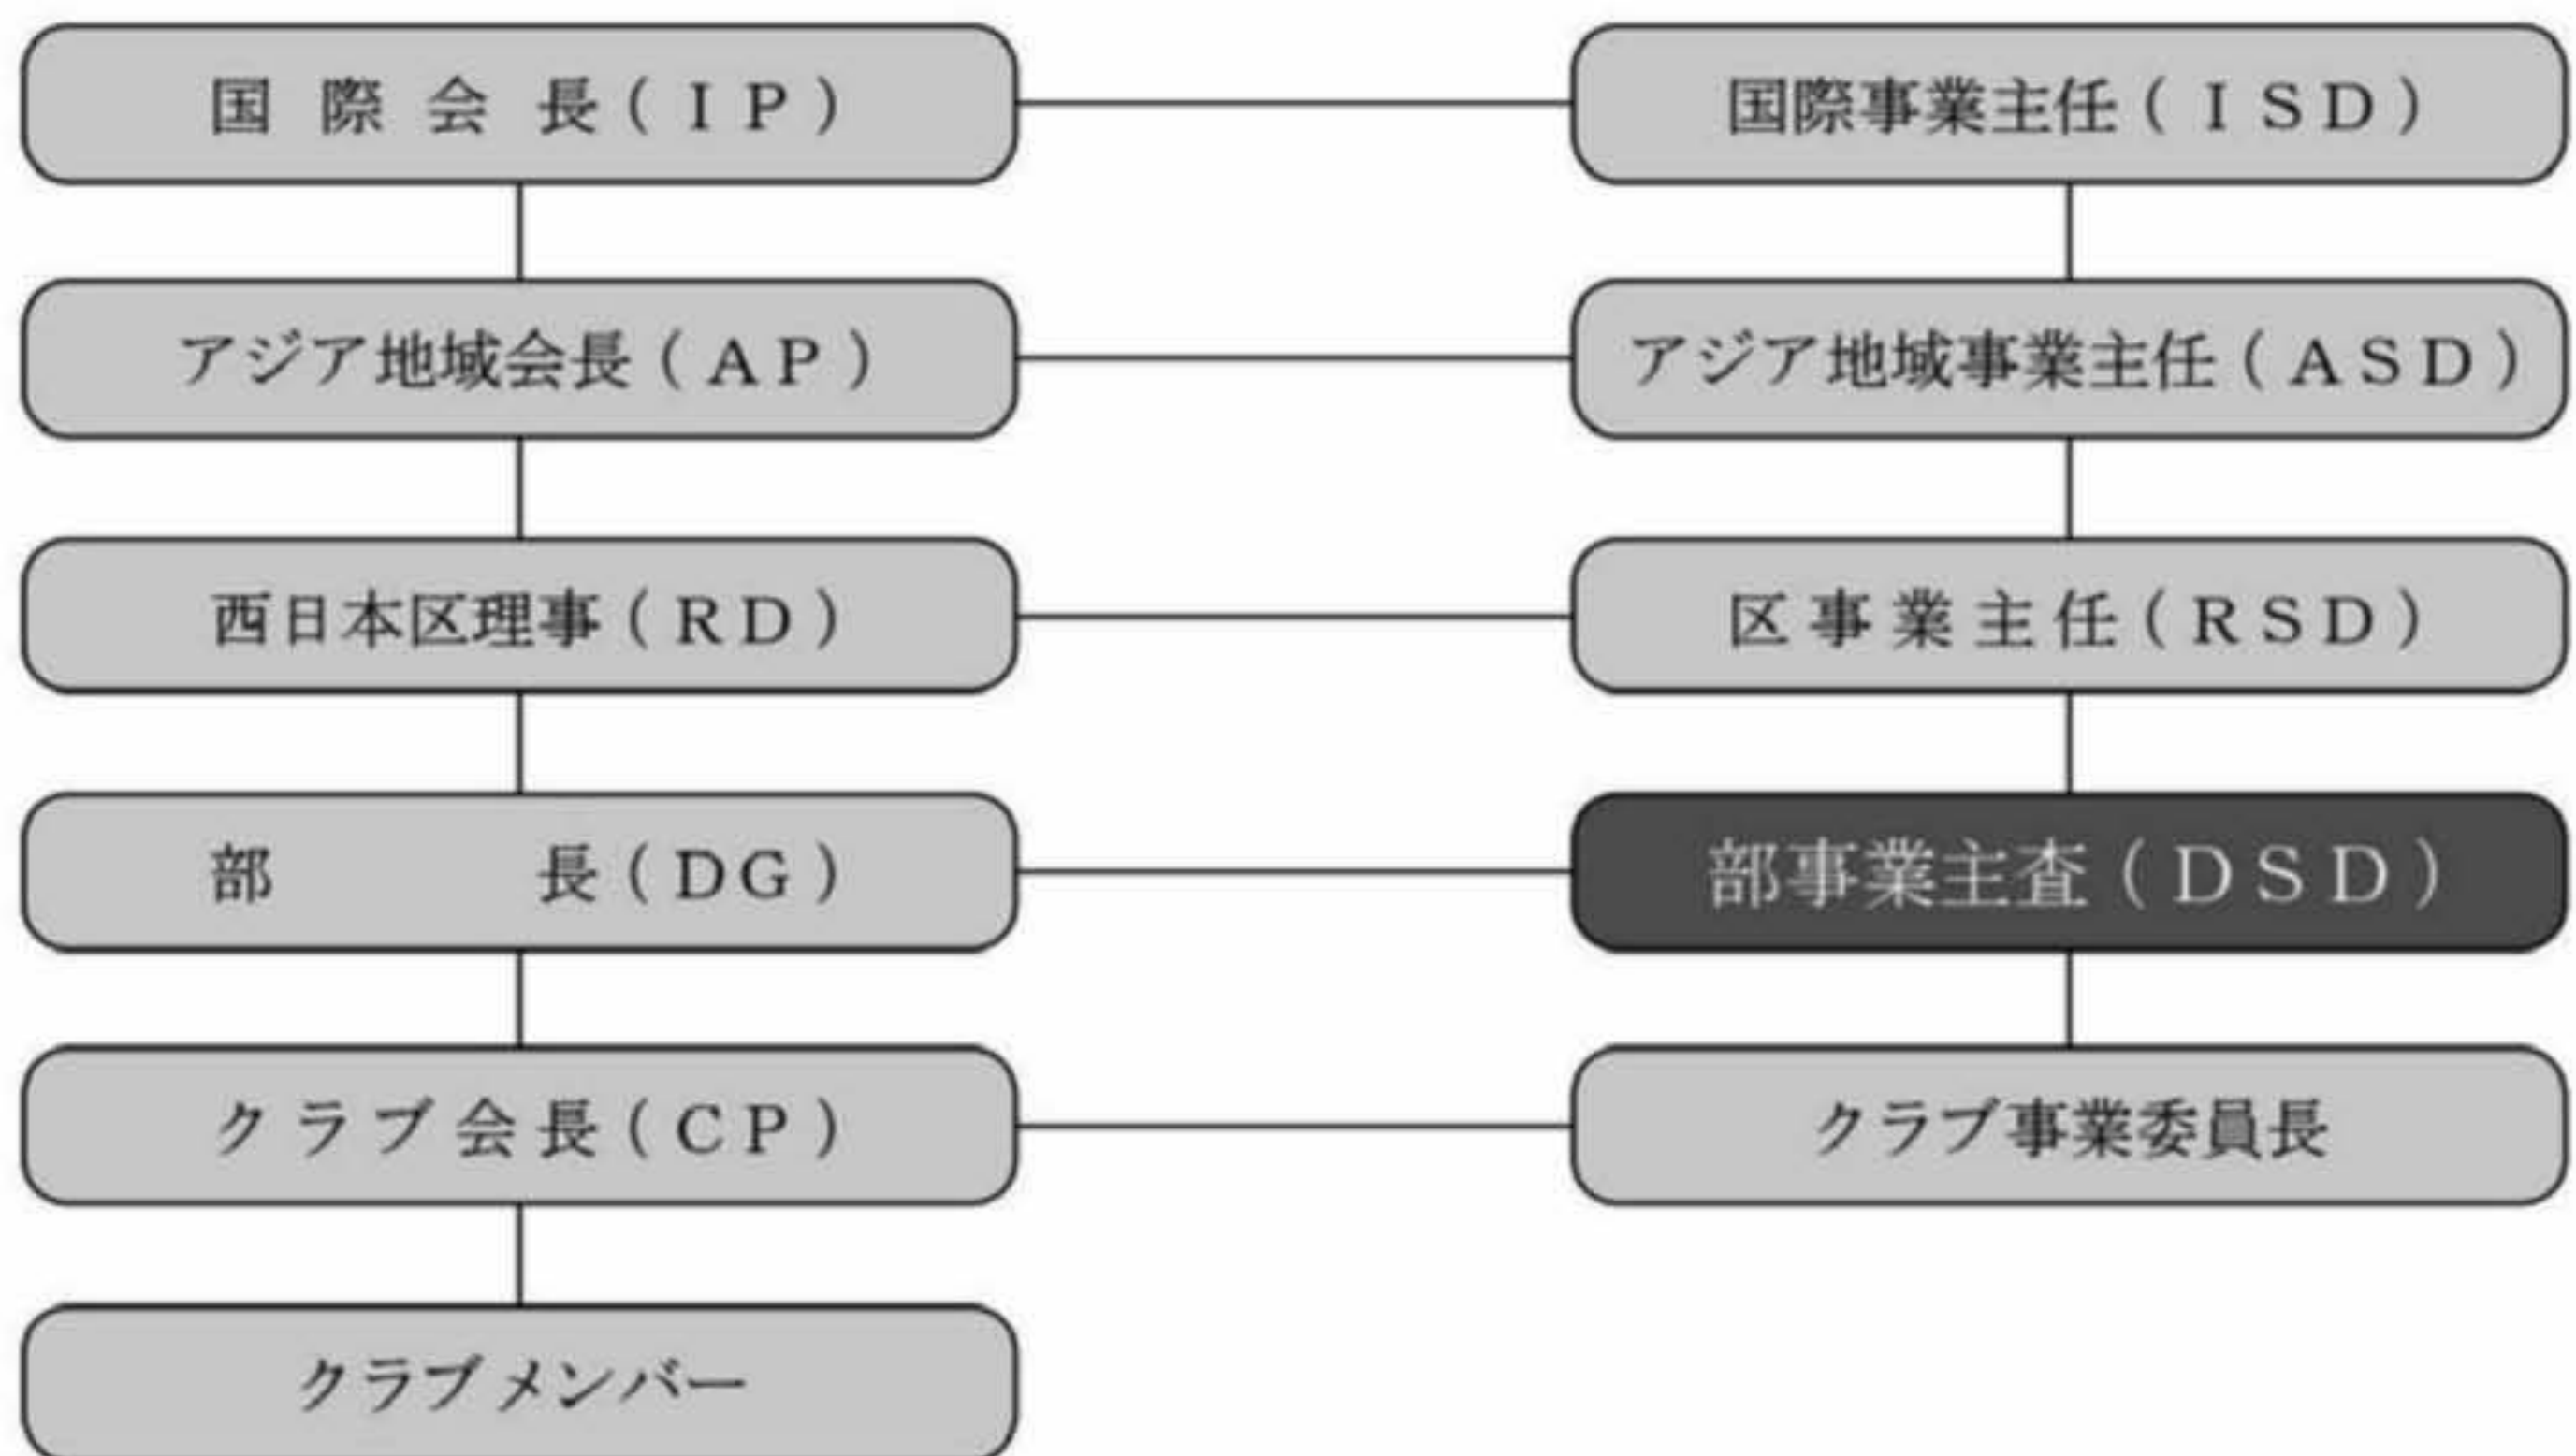 国際会長(IP)
国際事業主任(ISD)
アジア地域会長(AP)
アジア地域事業主任(ASD)
西日本区理事(RD)
区事業主任(RSD)
部長(DG)
部事業主査(DSD)
クラブ会長(CP)
クラブ事業委員長
クラブメンバー